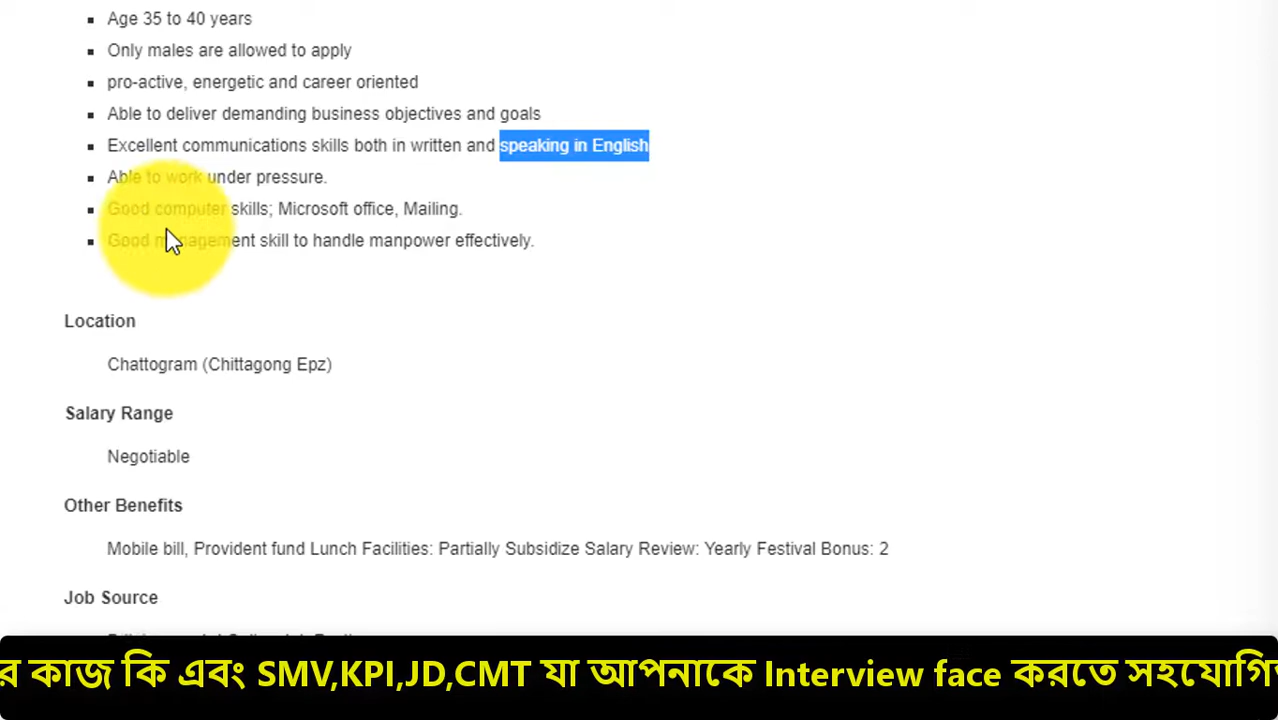 Age 35 to 40 years
Only males are allowed to apply
pro-active, energetic and career oriented
Able to deliver demanding business objectives and goals
Excellent communications skills both in written and speaking in English
Able to work under pressure.
Good computer skills; Microsoft office, Mailing.
Good management skill to handle manpower effectively.
Location
Chattogram (Chittagong Epz)
Salary Range
Negotiable
Other Benefits
Mobile bill, Provident fund Lunch Facilities: Partially Subsidize Salary Review: Yearly Festival Bonus: 2
Job Source
কাজ কি এবং SMV,KPI,JD,CMT যা আপনাকে Interview face করতে